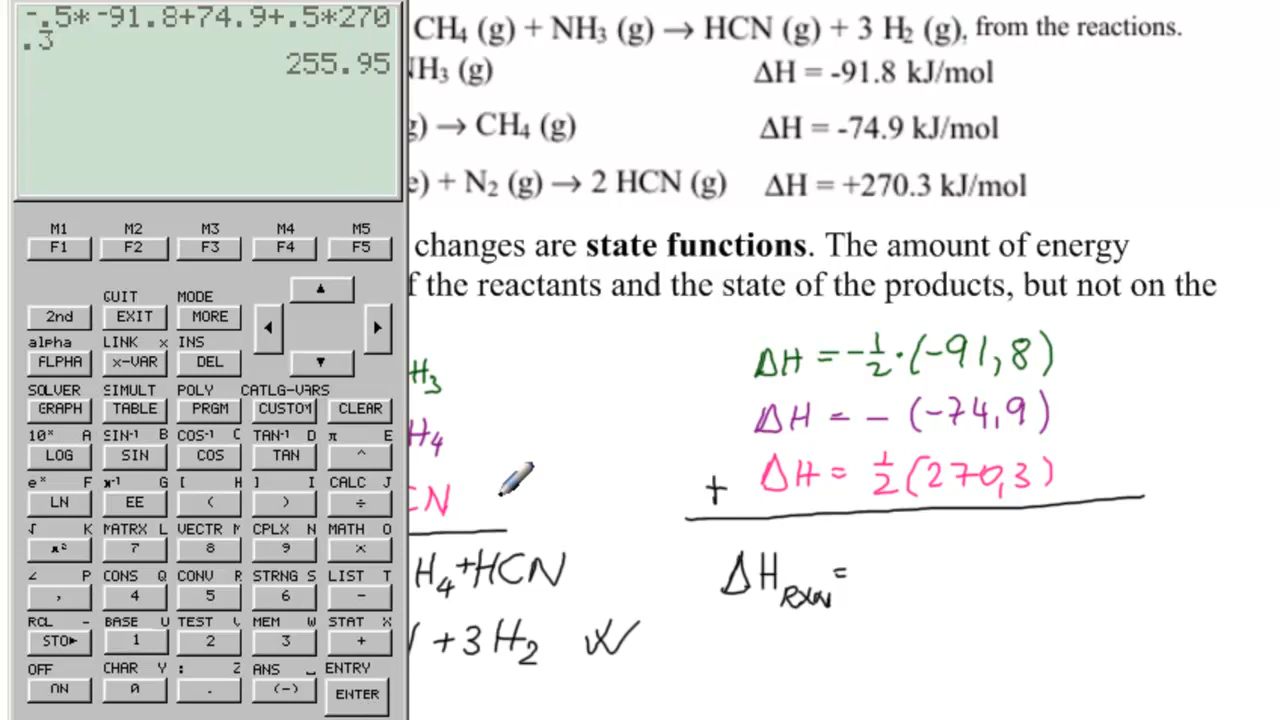 -.5*-91.8+74.9+.5*270
.3
255.95
CH₄ (g) + NH₃ (g) → HCN (g) + 3 H₂ (g), from the reactions.
NH₃ (g) ΔH = -91.8 kJ/mol
g) → CH₄ (g) ΔH = -74.9 kJ/mol
e) + N₂ (g) → 2 HCN (g) ΔH = +270.3 kJ/mol
changes are state functions. The amount of energy
f the reactants and the state of the products, but not on the
H₃ ΔH = -½·(-91,8)
H₄ ΔH = - (-74,9)
CN + ΔH = ½(270,3)
H₄+HCN ΔH RXN =
+3H₂
M1 M2 M3 M4 M5
F1 F2 F3 F4 F5
QUIT MODE
2nd EXIT MORE
alpha LINK x INS
ALPHA x-VAR DEL
SOLVER SIMULT POLY CATLG-VARS
GRAPH TABLE PRGM CUSTOM CLEAR
10ˣ A SIN⁻¹ B COS⁻¹ C TAN⁻¹ D π E
LOG SIN COS TAN ^
eˣ F x⁻¹ G [ H ] I CALC J
LN EE ( ) ÷
√ K MATRX L VECTR M CPLX N MATH O
x² 7 8 9 ×
∠ P CONS Q CONV R STRNG S LIST T
, 4 5 6 -
RCL = BASE U TEST V MEM W STAT X
STO▶ 1 2 3 +
OFF CHAR Y : Z ANS ␣ ENTRY
ON 0 . (-) ENTER